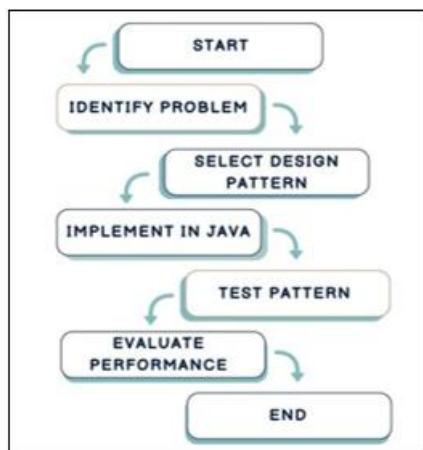 START
IDENTIFY PROBLEM
SELECT DESIGN
PATTERN
IMPLEMENT IN JAVA
TEST PATTERN
EVALUATE
PERFORMANCE
END